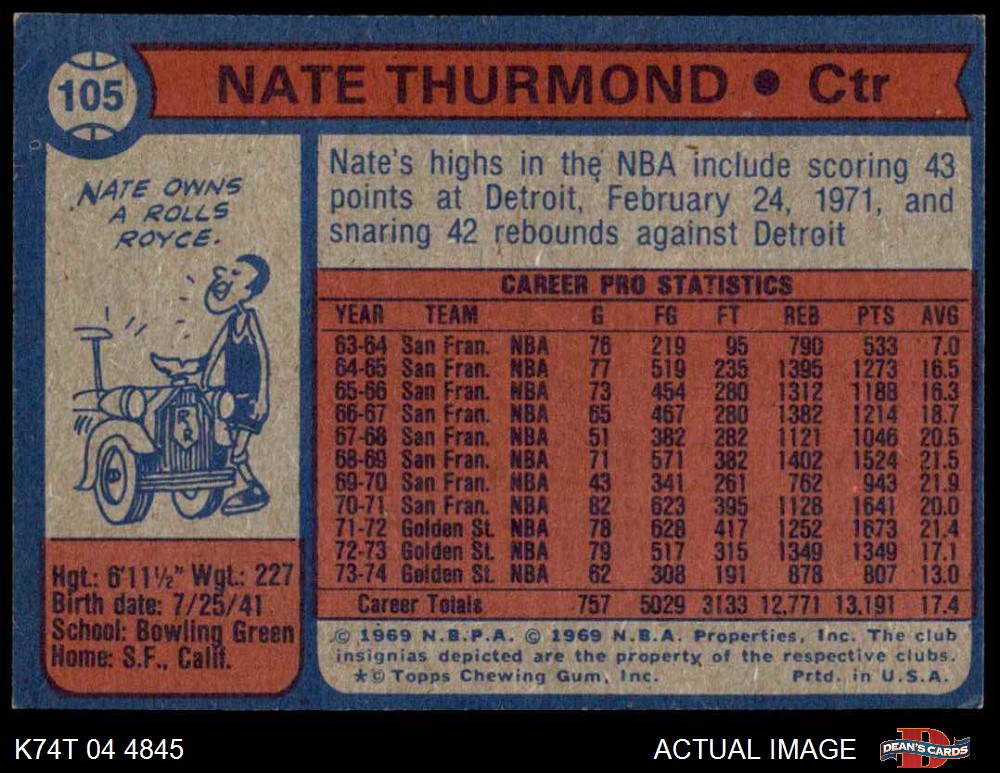 105
NATE THURMOND • Ctr
NATE OWNS
A ROLLS
ROYCE.
Nate's highs in the NBA include scoring 43
points at Detroit, February 24, 1971, and
snaring 42 rebounds against Detroit
CAREER PRO STATISTICS
YEAR TEAM G FG FT REB PTS AVG
63-64 San Fran. NBA 76 219 95 790 533 7.0
64-65 San Fran. NBA 77 519 235 1395 1273 16.5
65-66 San Fran. NBA 73 454 280 1312 1188 16.3
66-67 San Fran. NBA 65 467 280 1382 1214 18.7
67-68 San Fran. NBA 51 382 282 1121 1046 20.5
68-69 San Fran. NBA 71 571 382 1402 1524 21.5
69-70 San Fran. NBA 43 341 261 762 943 21.9
70-71 San Fran. NBA 82 623 395 1128 1641 20.0
71-72 Golden St. NBA 78 628 417 1252 1673 21.4
72-73 Golden St. NBA 79 517 315 1349 1349 17.1
73-74 Golden St. NBA 62 308 191 878 807 13.0
Career Totals 757 5029 3133 12,771 13,191 17.4
Hgt.: 6'11½" Wgt.: 227
Birth date: 7/25/41
School: Bowling Green
Home: S.F., Calif.
© 1969 N.B.P.A. © 1969 N.B.A. Properties, Inc. The club
insignias depicted are the property of the respective clubs.
*© Topps Chewing Gum, Inc. Prtd. in U.S.A.
K74T 04 4845
ACTUAL IMAGE
DEAN'S CARDS